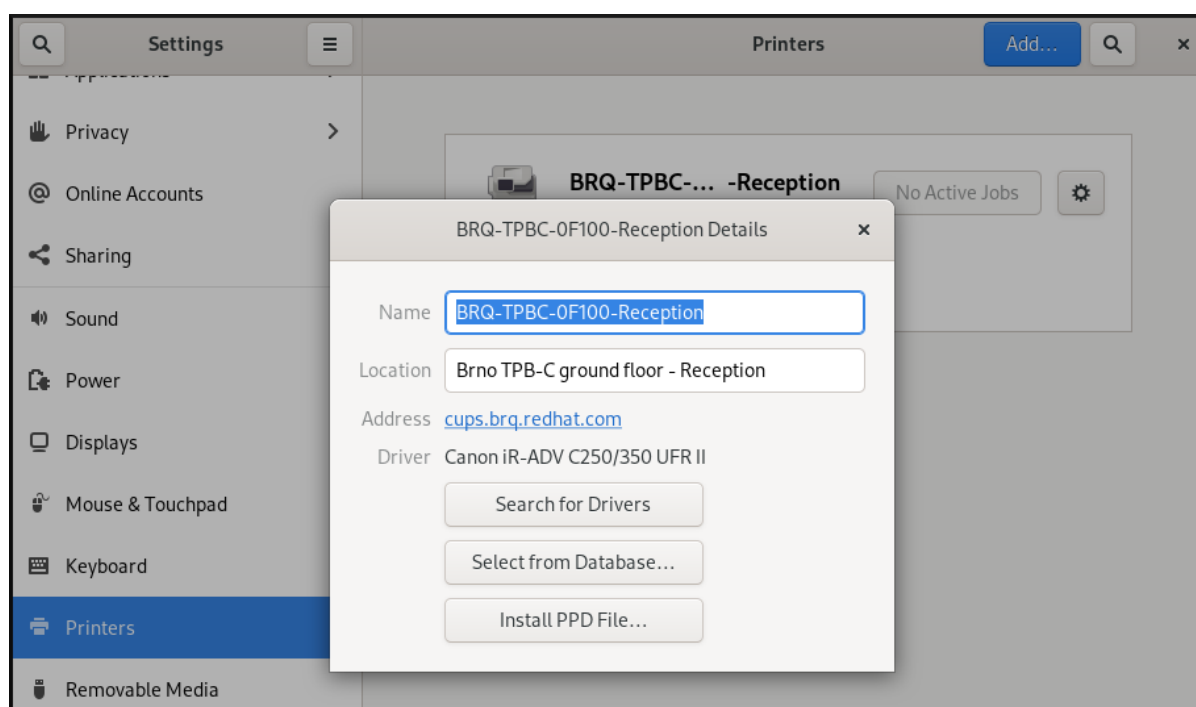 Settings
Printers
Add...
Applications
Privacy
Online Accounts
Sharing
Sound
Power
Displays
Mouse & Touchpad
Keyboard
Printers
Removable Media
BRQ-TPBC-... -Reception
No Active Jobs
BRQ-TPBC-0F100-Reception Details
Name BRQ-TPBC-0F100-Reception
Location Brno TPB-C ground floor - Reception
Address cups.brq.redhat.com
Driver Canon iR-ADV C250/350 UFR II
Search for Drivers
Select from Database...
Install PPD File...